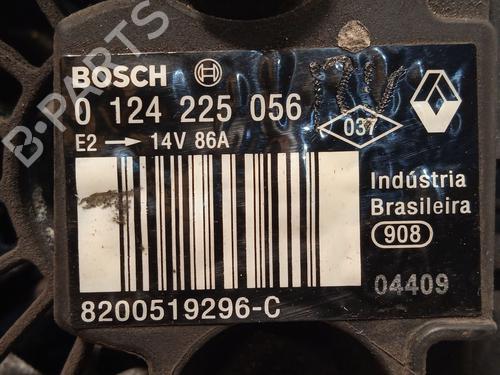 B-PARTS
BOSCH
0 124 225 056
E2 → 14V 86A
037
Indústria
Brasileira
908
04409
8200519296-C